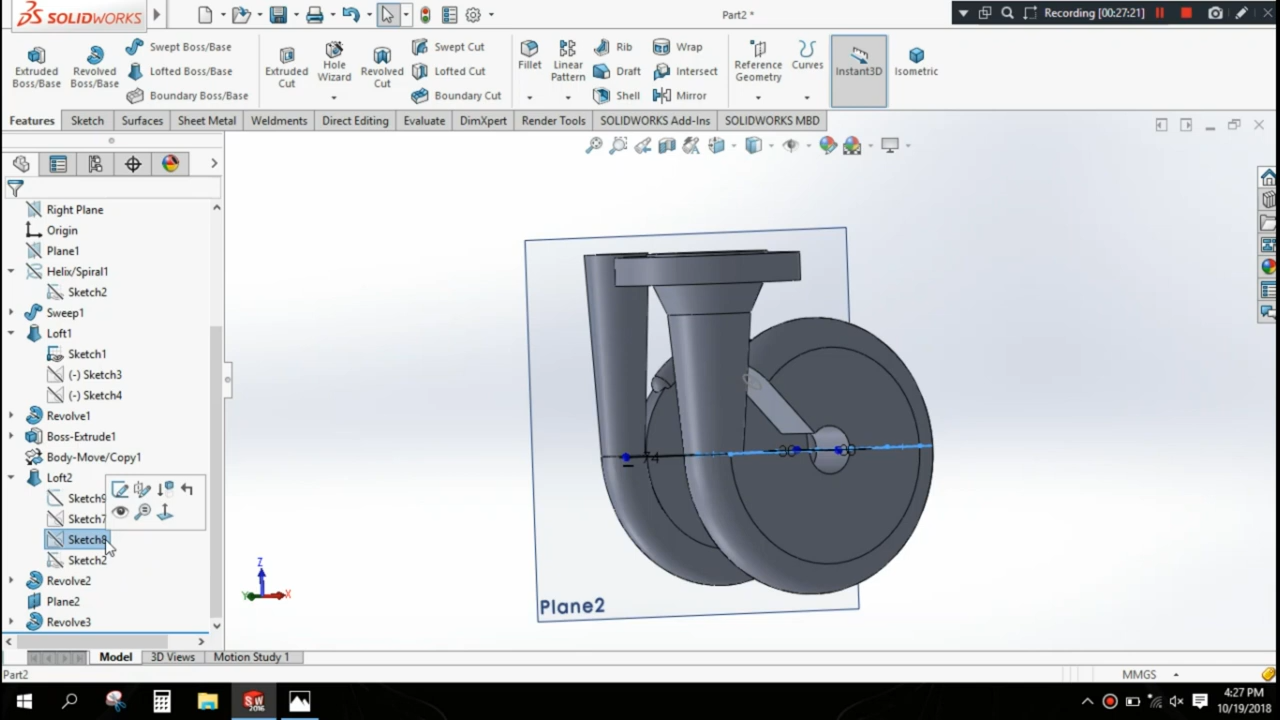 SOLIDWORKS
Part2 *
Recording [00:27:21]
Extruded Boss/Base
Revolved Boss/Base
Swept Boss/Base
Lofted Boss/Base
Boundary Boss/Base
Extruded Cut
Hole Wizard
Revolved Cut
Swept Cut
Lofted Cut
Boundary Cut
Fillet
Linear Pattern
Rib
Draft
Shell
Wrap
Intersect
Mirror
Reference Geometry
Curves
Instant3D
Isometric
Features
Sketch
Surfaces
Sheet Metal
Weldments
Direct Editing
Evaluate
DimXpert
Render Tools
SOLIDWORKS Add-Ins
SOLIDWORKS MBD
Right Plane
Origin
Plane1
Helix/Spiral1
Sketch2
Sweep1
Loft1
Sketch1
(-) Sketch3
(-) Sketch4
Revolve1
Boss-Extrude1
Body-Move/Copy1
Loft2
Sketch9
Sketch7
Sketch8
Sketch2
Revolve2
Plane2
Revolve3
Plane2
Z
Y
X
Model
3D Views
Motion Study 1
Part2
MMGS
SW
2016
4:27 PM
10/19/2018